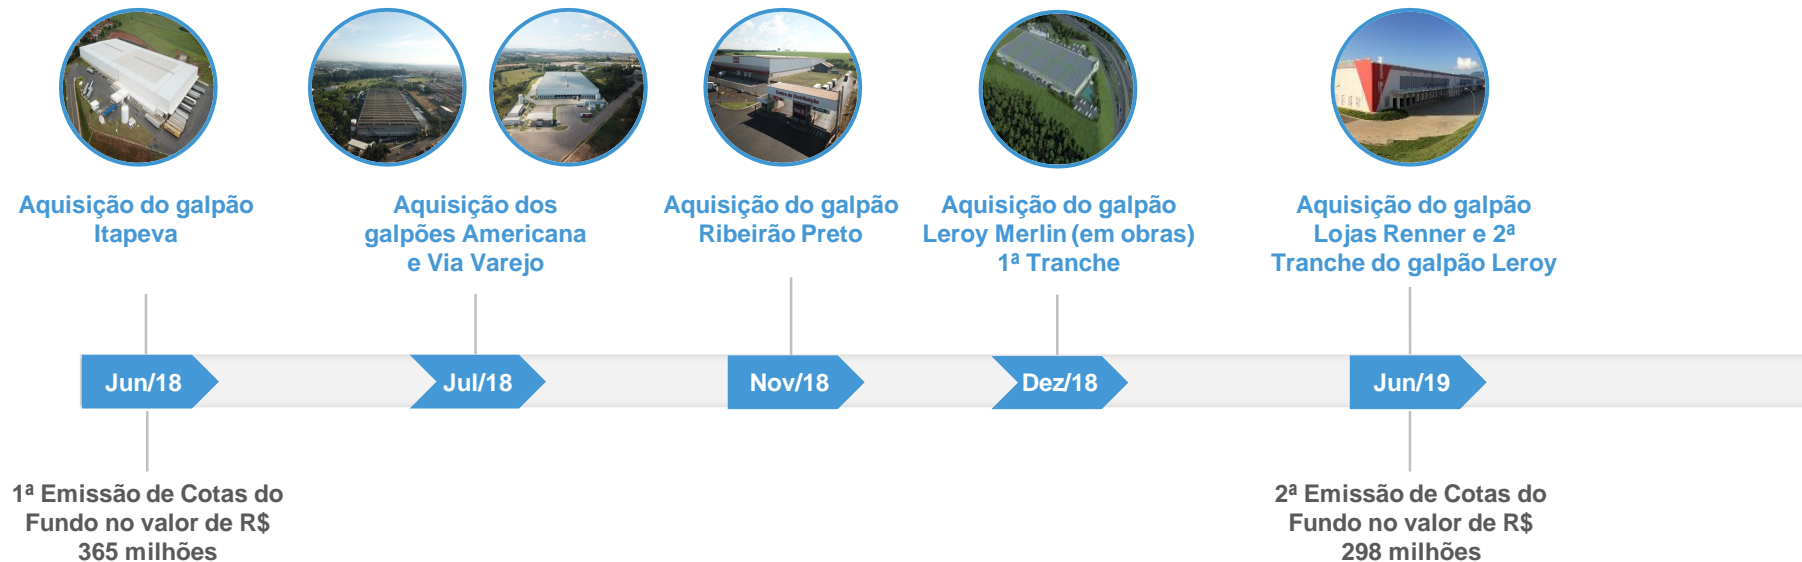 Aquisição do galpão
Itapeva
Aquisição dos
galpões Americana
e Via Varejo
Aquisição do galpão
Ribeirão Preto
Aquisição do galpão
Leroy Merlin (em obras)
1ª Tranche
Aquisição do galpão
Lojas Renner e 2ª
Tranche do galpão Leroy
Jun/18
Jul/18
Nov/18
Dez/18
Jun/19
1ª Emissão de Cotas do
Fundo no valor de R$
365 milhões
2ª Emissão de Cotas do
Fundo no valor de R$
298 milhões